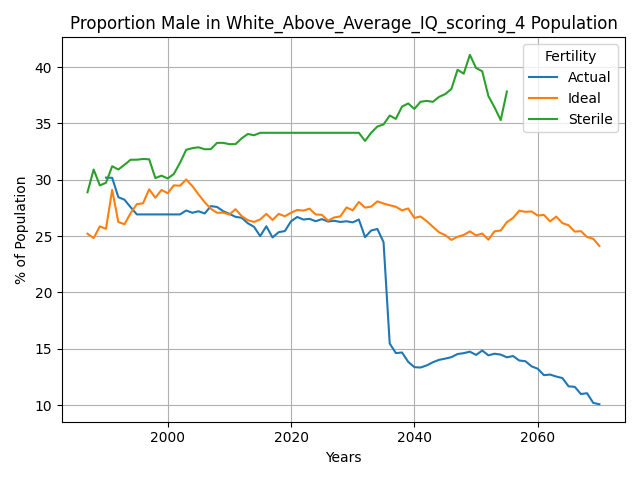 Proportion Male in White_Above_Average_IQ_scoring_4 Population
% of Population
40
35
30
25
20
15
10
Fertility
Actual
Ideal
Sterile
2000
2020
2040
2060
Years